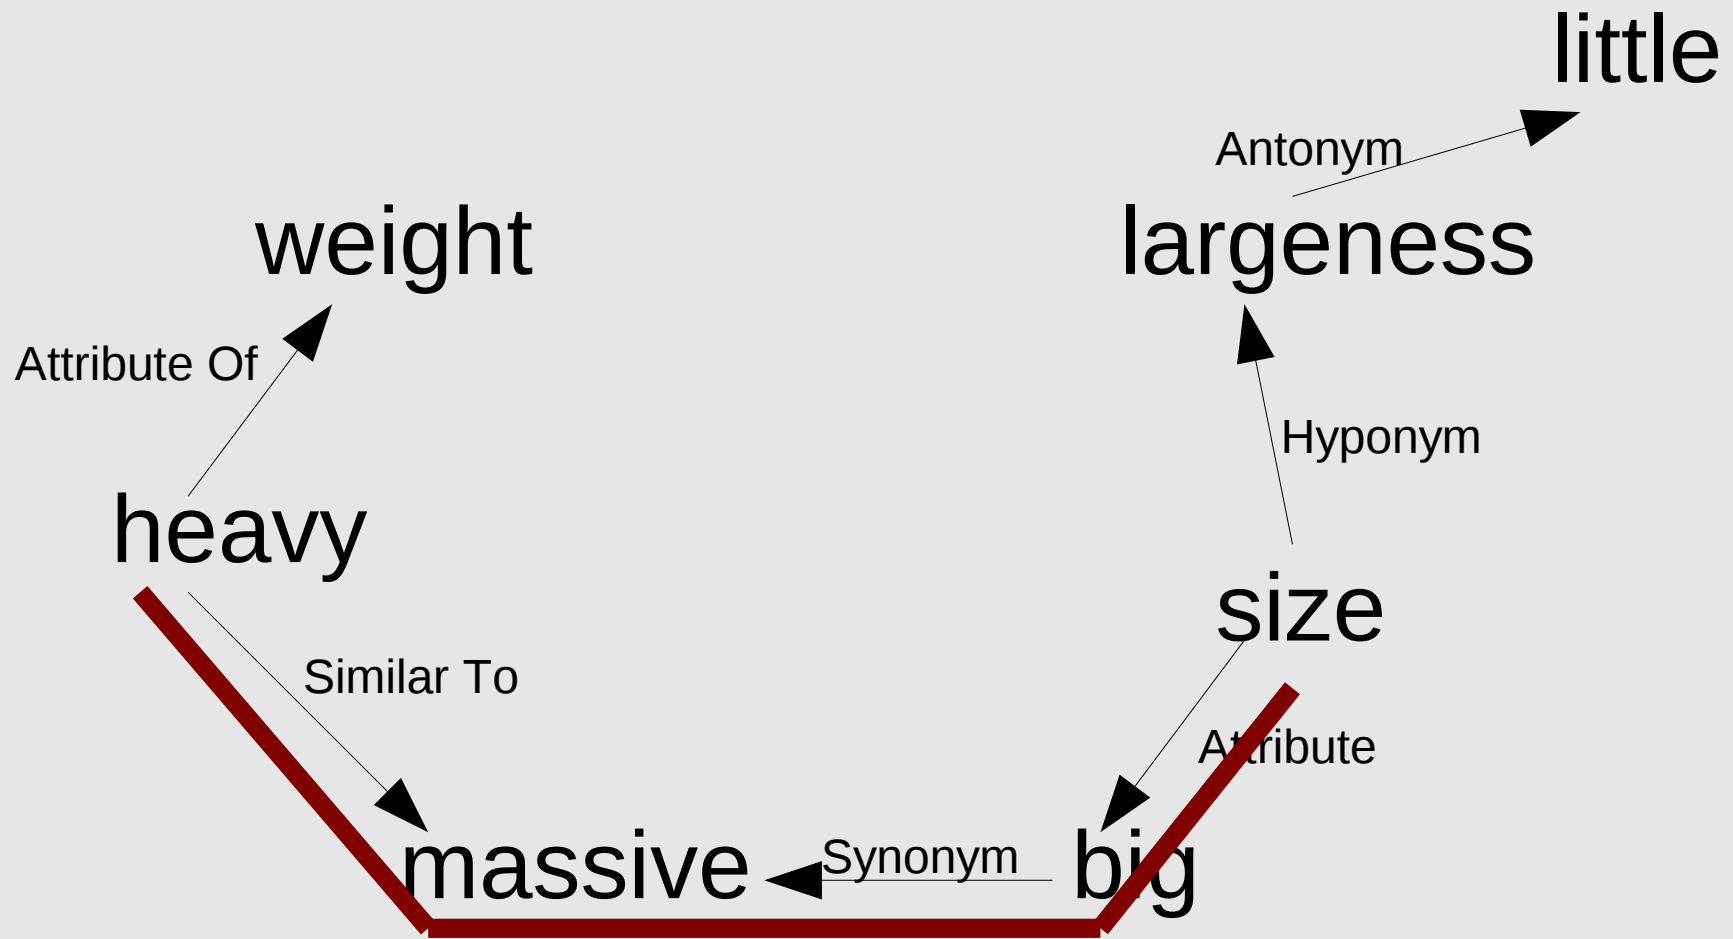 little
Antonym
weight
largeness
Attribute Of
Hyponym
heavy
size
Similar To
Attribute
massive
Synonym
big